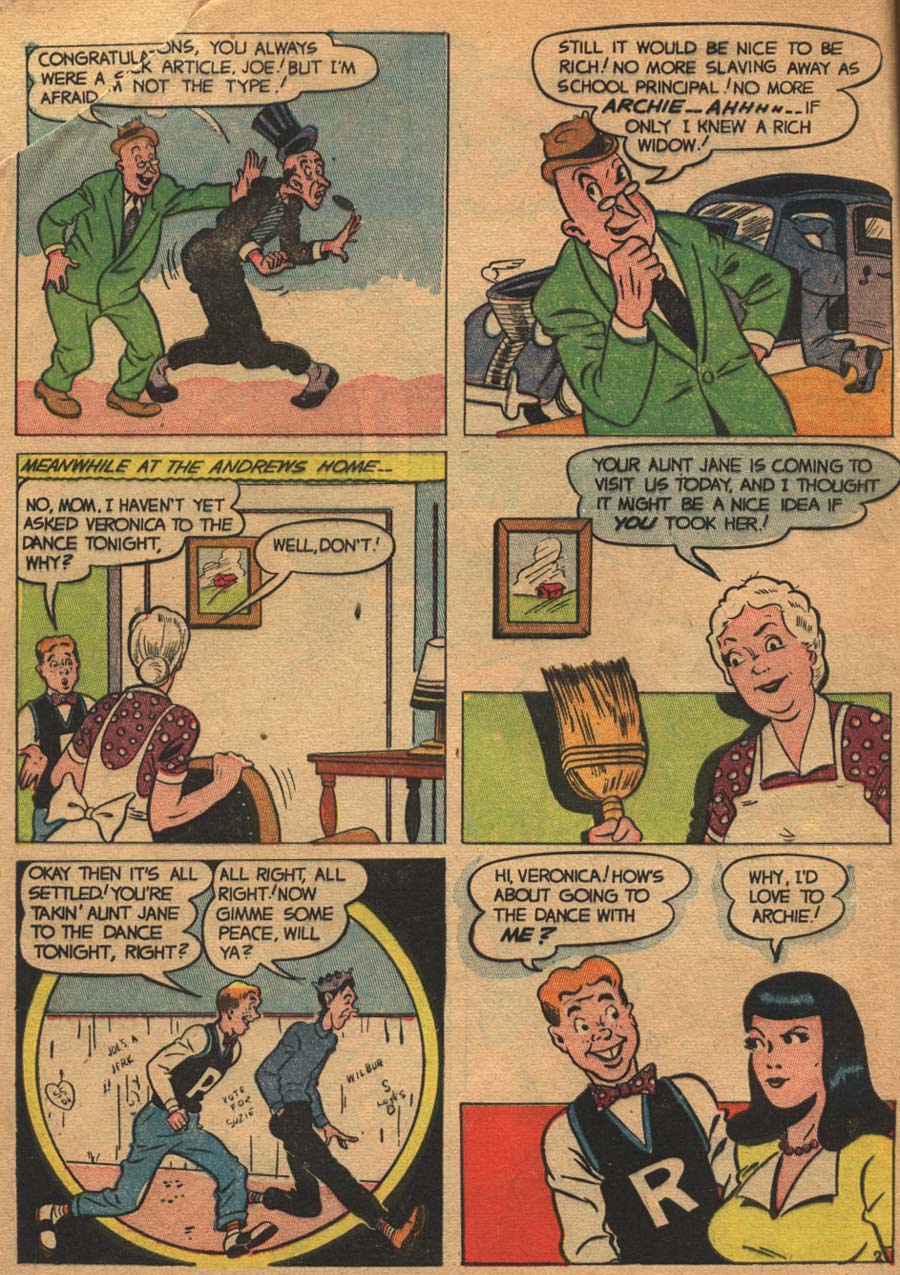 CONGRATULA-ONS, YOU ALWAYS
WERE A CK ARTICLE, JOE! BUT I'M
AFRAID NOT THE TYPE!
STILL IT WOULD BE NICE TO BE
RICH! NO MORE SLAVING AWAY AS
SCHOOL PRINCIPAL! NO MORE
ARCHIE__AHHHH__IF
ONLY I KNEW A RICH
WIDOW!
MEANWHILE AT THE ANDREWS HOME__
NO, MOM, I HAVEN'T YET
ASKED VERONICA TO THE
DANCE TONIGHT,
WHY?
WELL, DON'T!
YOUR AUNT JANE IS COMING TO
VISIT US TODAY, AND I THOUGHT
IT MIGHT BE A NICE IDEA IF
YOU TOOK HER!
OKAY THEN IT'S ALL
SETTLED! YOU'RE
TAKIN' AUNT JANE
TO THE DANCE
TONIGHT, RIGHT?
ALL RIGHT, ALL
RIGHT! NOW
GIMME SOME
PEACE, WILL
YA?
JOE'S A
JERK
VOTE
FOR
SUZIE
WILBUR
S
LOVES
R
HI, VERONICA! HOW'S
ABOUT GOING TO
THE DANCE WITH
ME?
WHY, I'D
LOVE TO
ARCHIE!
R
2